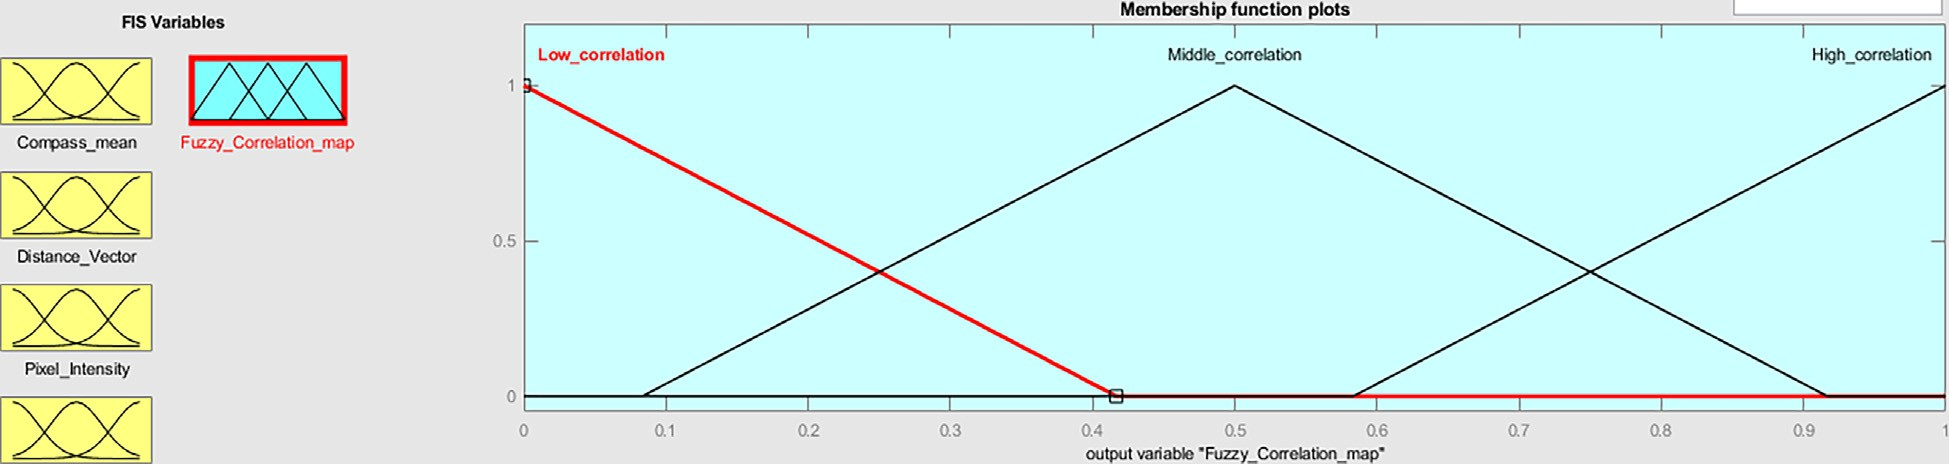 FIS Variables
Compass_mean
Fuzzy_Correlation_map
Distance_Vector
Pixel_Intensity
Membership function plots
Low_correlation
Middle_correlation
High_correlation
1
0.5
0
0 0.1 0.2 0.3 0.4 0.5 0.6 0.7 0.8 0.9 1
output variable "Fuzzy_Correlation_map"